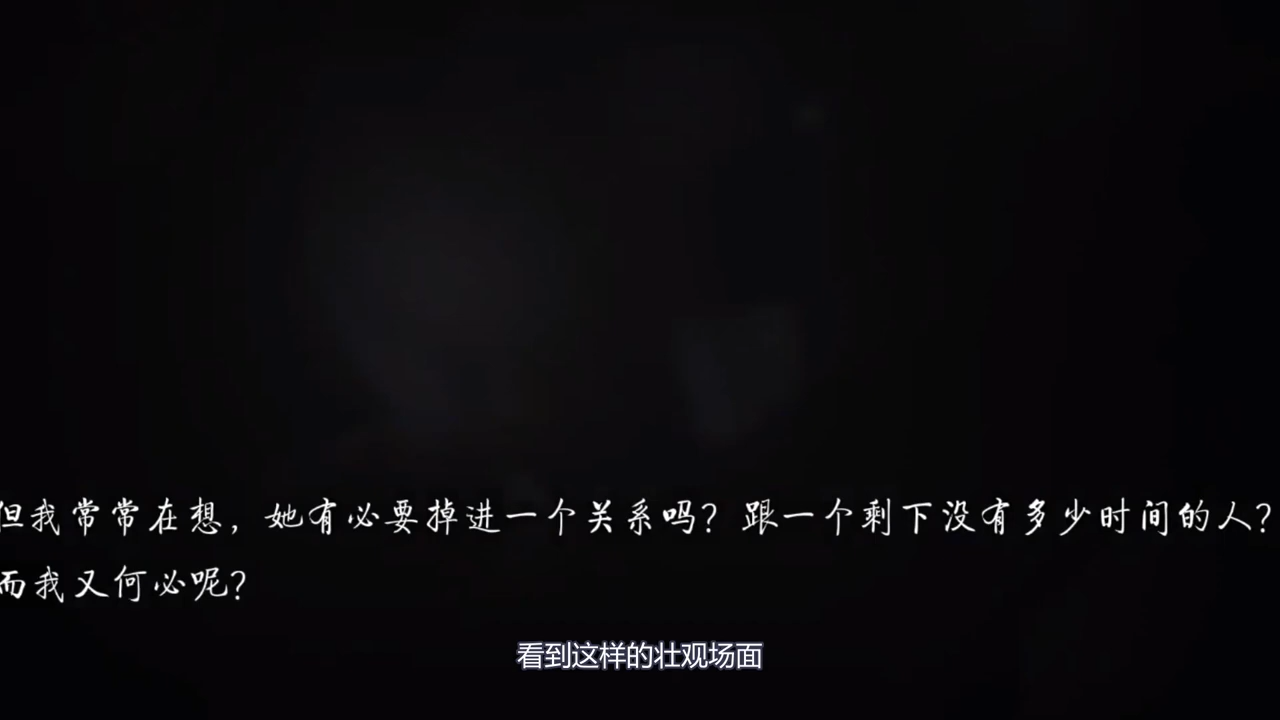 但我常常在想，她有必要掉进一个关系吗？跟一个剩下没有多少时间的人？
而我又何必呢？
看到这样的壮观场面